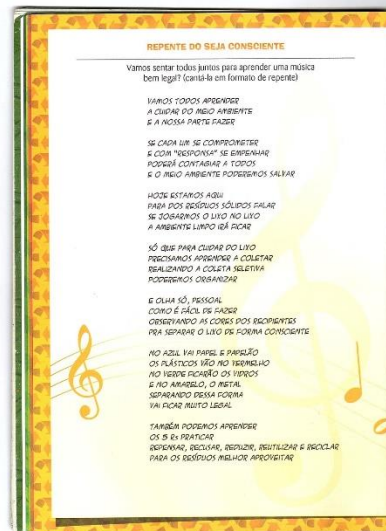 REPENTE DO SEJA CONSCIENTE
Vamos sentar todos juntos para aprender uma música
bem legal? (cantá-la em formato de repente)
VAMOS TODOS APRENDER
A CUIDAR DO MEIO AMBIENTE
E A NOSSA PARTE FAZER
SE CADA UM SE COMPROMETER
E COM "RESPONSA" SE EMPENHAR
PODERÁ CONTAGIAR A TODOS
E O MEIO AMBIENTE PODEREMOS SALVAR
HOJE ESTAMOS AQUI
PARA DOS RESÍDUOS SÓLIDOS FALAR
SE JOGARMOS O LIXO NO LIXO
A AMBIENTE LIMPO IRÁ FICAR
SÓ QUE PARA CUIDAR DO LIXO
PRECISAMOS APRENDER A COLETAR
REALIZANDO A COLETA SELETIVA
PODEREMOS ORGANIZAR
E OLHA SÓ, PESSOAL
COMO É FÁCIL DE FAZER
OBSERVANDO AS CORES DOS RECIPIENTES
PRA SEPARAR O LIXO DE FORMA CONSCIENTE
NO AZUL VAI PAPEL E PAPELÃO
OS PLÁSTICOS VÃO NO VERMELHO
NO VERDE FICARÃO OS VIDROS
E NO AMARELO, O METAL
SEPARANDO DESSA FORMA
VAI FICAR MUITO LEGAL
TAMBÉM PODEMOS APRENDER
OS 5 Rs PRATICAR
REPENSAR, RECUSAR, REDUZIR, REUTILIZAR E RECICLAR
PARA OS RESÍDUOS MELHOR APROVEITAR